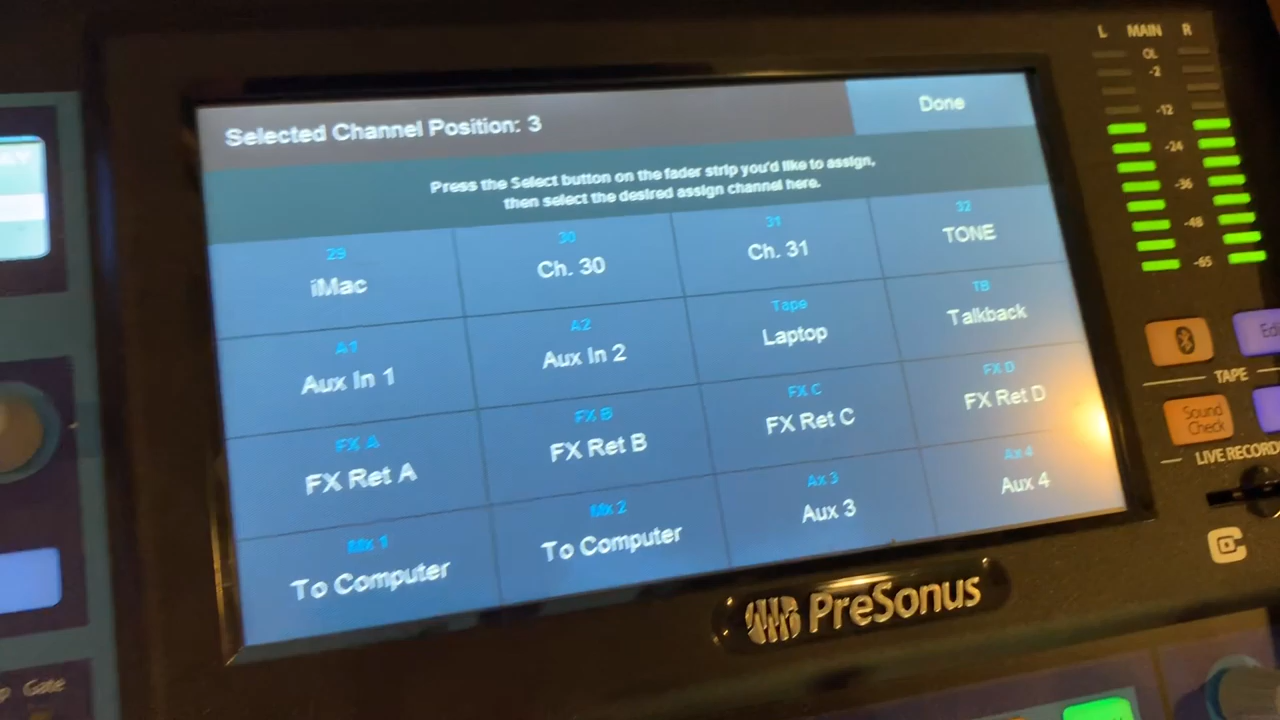 L MAIN R
OL
-2
-12
-24
-36
-48
-65
Selected Channel Position: 3
Done
Press the Select button on the fader strip you'd like to assign,
then select the desired assign channel here.
29
iMac
30
Ch. 30
31
Ch. 31
32
TONE
A1
Aux In 1
A2
Aux In 2
Tape
Laptop
TB
Talkback
FX A
FX Ret A
FX B
FX Ret B
FX C
FX Ret C
FX D
FX Ret D
Mx 1
To Computer
Mx 2
To Computer
Ax 3
Aux 3
Ax 4
Aux 4
TAPE
Sound
Check
LIVE RECORD
PreSonus
Gate